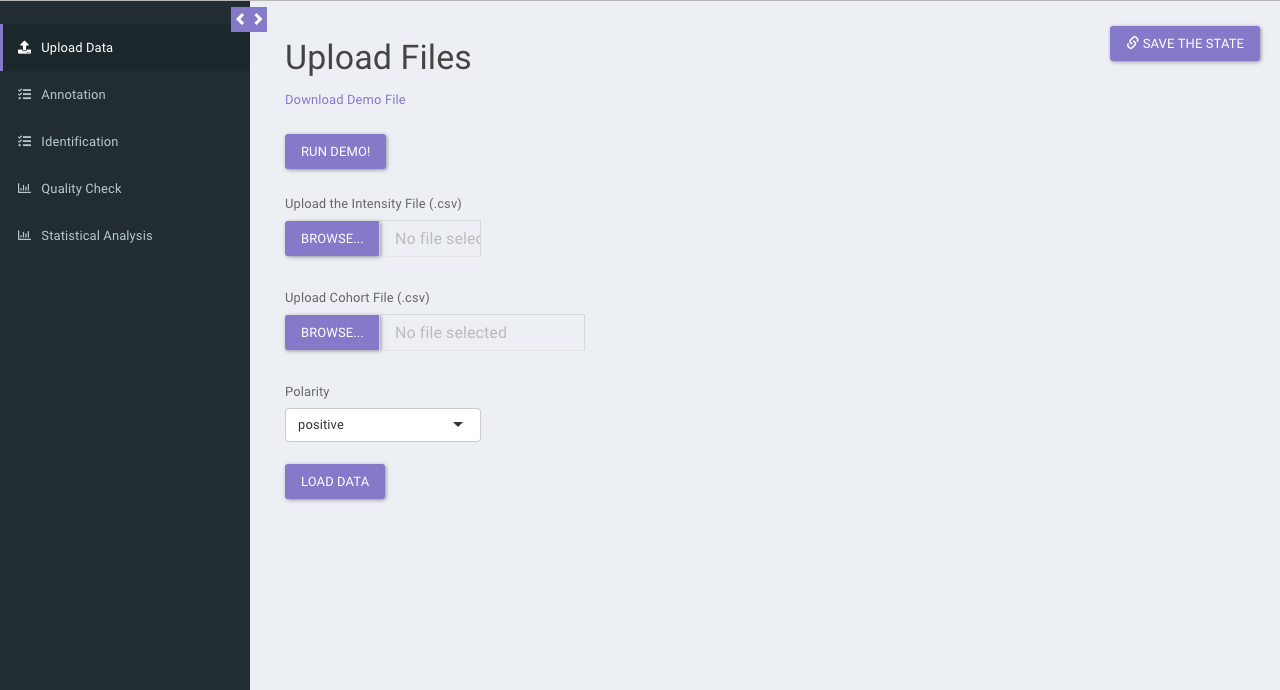 Upload Data
Annotation
Identification
Quality Check
Statistical Analysis
Upload Files
SAVE THE STATE
Download Demo File
RUN DEMO!
Upload the Intensity File (.csv)
BROWSE... No file selec
Upload Cohort File (.csv)
BROWSE... No file selected
Polarity
positive
LOAD DATA